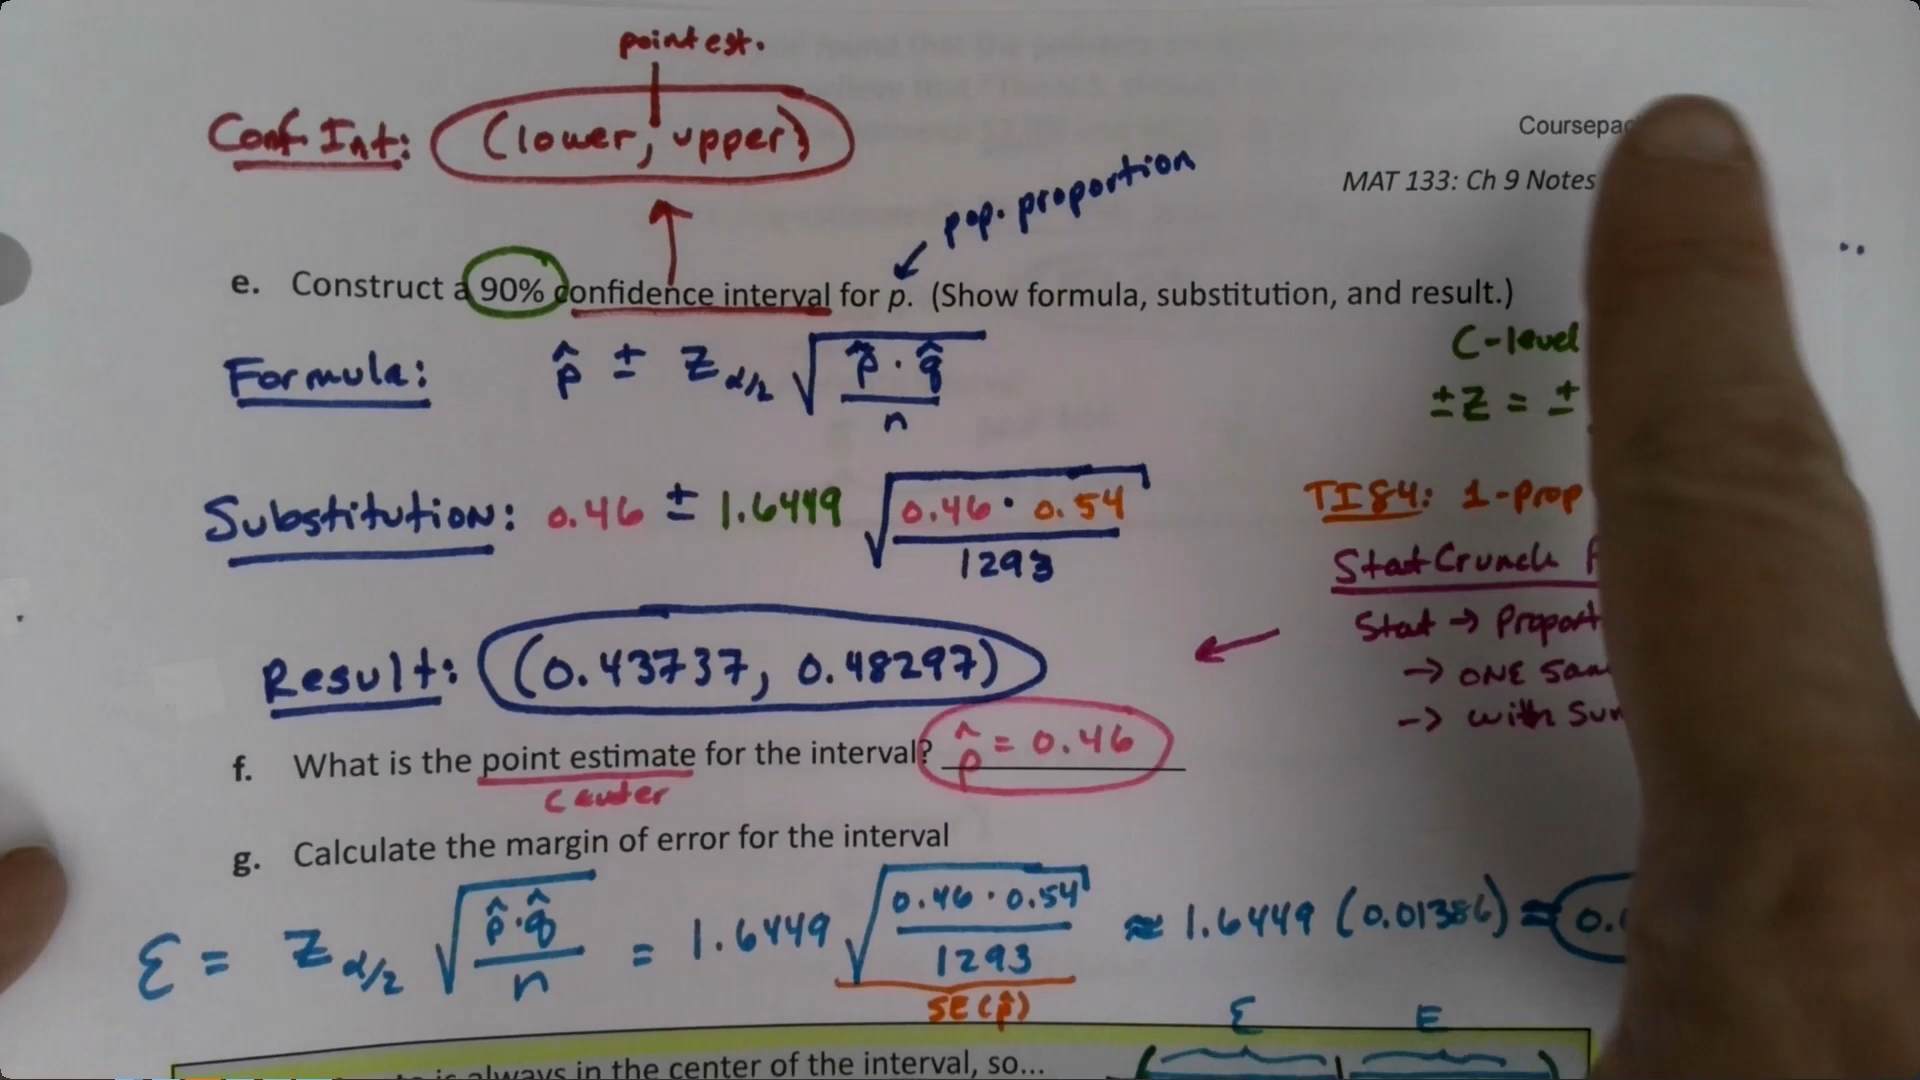 point est.
Conf Int: (lower, upper)
MAT 133: Ch 9 Notes
pop. proportion
e. Construct a 90% confidence interval for p. (Show formula, substitution, and result.)
C-level
Formula: p̂ ± Z α/2 √(p̂ · q̂ / n)
±Z = ±
Substitution: 0.46 ± 1.6449 √(0.46 · 0.54 / 1293)
TI84: 1-Prop
StatCrunch
Stat →
Result: (0.43737, 0.48297)
→ ONE
→ with
f. What is the point estimate for the interval? p̂ = 0.46
center
g. Calculate the margin of error for the interval
E = Z α/2 √(p̂ · q̂ / n) = 1.6449 √(0.46 · 0.54 / 1293) ≈ 1.6449 (0.01386) ≈ 0.
SE(p̂)
E E
is always in the center of the interval, so...